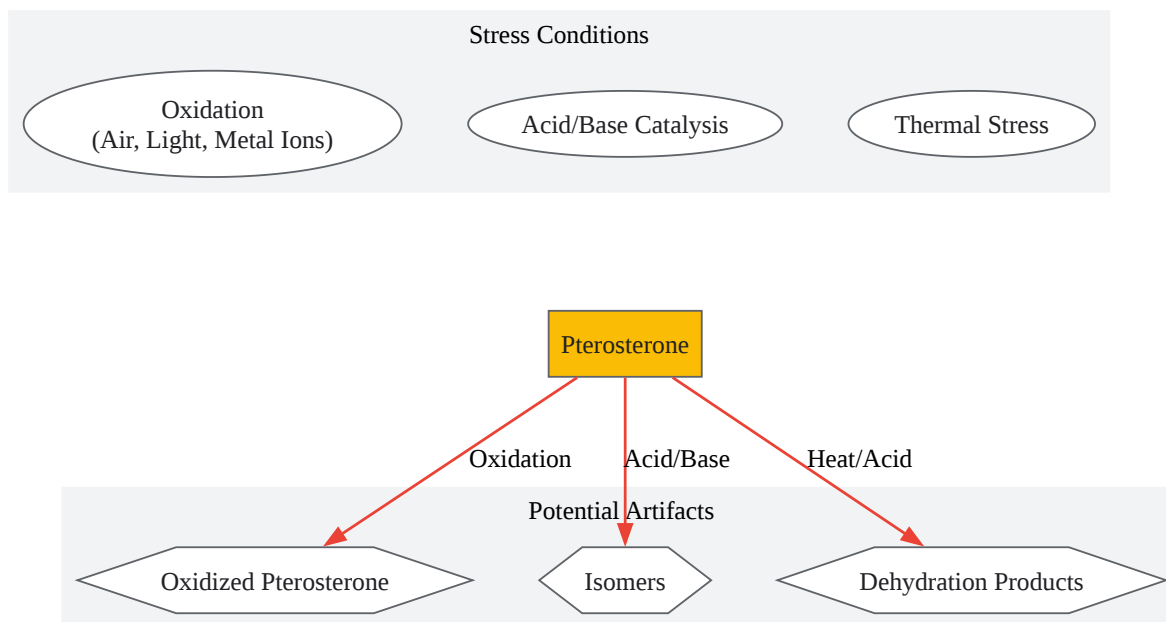 Stress Conditions
Oxidation
(Air, Light, Metal Ions)
Acid/Base Catalysis
Thermal Stress
Pterosterone
Oxidation
Acid/Base
Heat/Acid
Potential Artifacts
Oxidized Pterosterone
Isomers
Dehydration Products